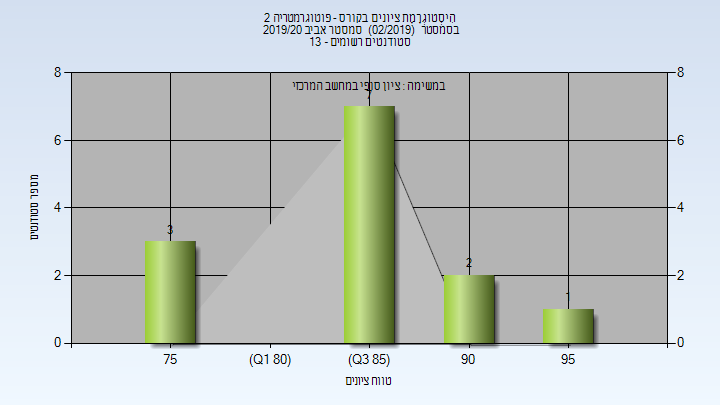 היסטוגרמת ציונים בקורס - פוטוגרמטריה 2
בסמסטר (02/2019) סמסטר אביב 2019/20
סטודנטים רשומים - 13
במשימה : ציון סופי במחשב המרכזי
8
6
4
2
0
8
6
4
2
0
מספר סטודנטים
3
7
2
1
75
(Q1 80)
(Q3 85)
90
95
טווח ציונים